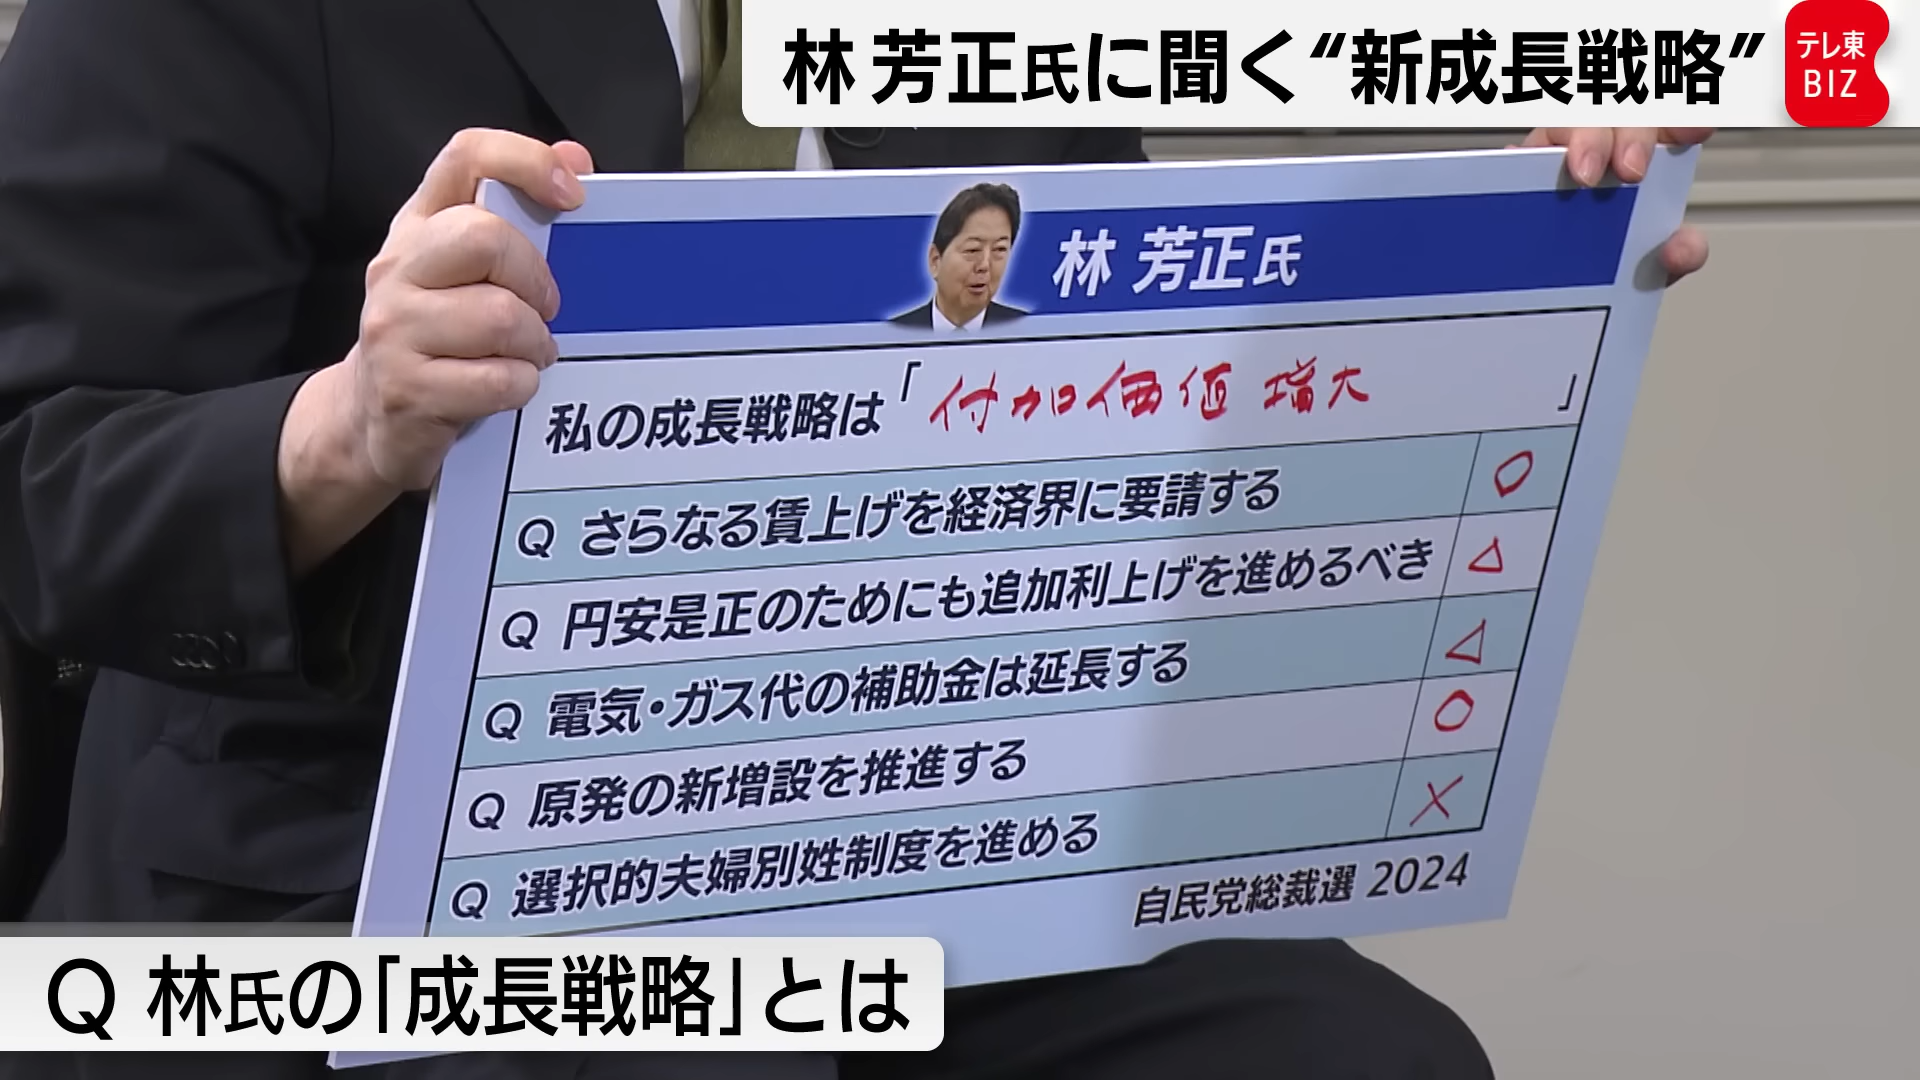 林 芳正氏に聞く“新成長戦略”
テレ東
BIZ
林 芳正氏
私の成長戦略は「付加価値増大」
Q さらなる賃上げを経済界に要請する ○
Q 円安是正のためにも追加利上げを進めるべき △
Q 電気・ガス代の補助金は延長する △
Q 原発の新増設を推進する ○
Q 選択的夫婦別姓制度を進める ×
自民党総裁選 2024
Q 林氏の「成長戦略」とは